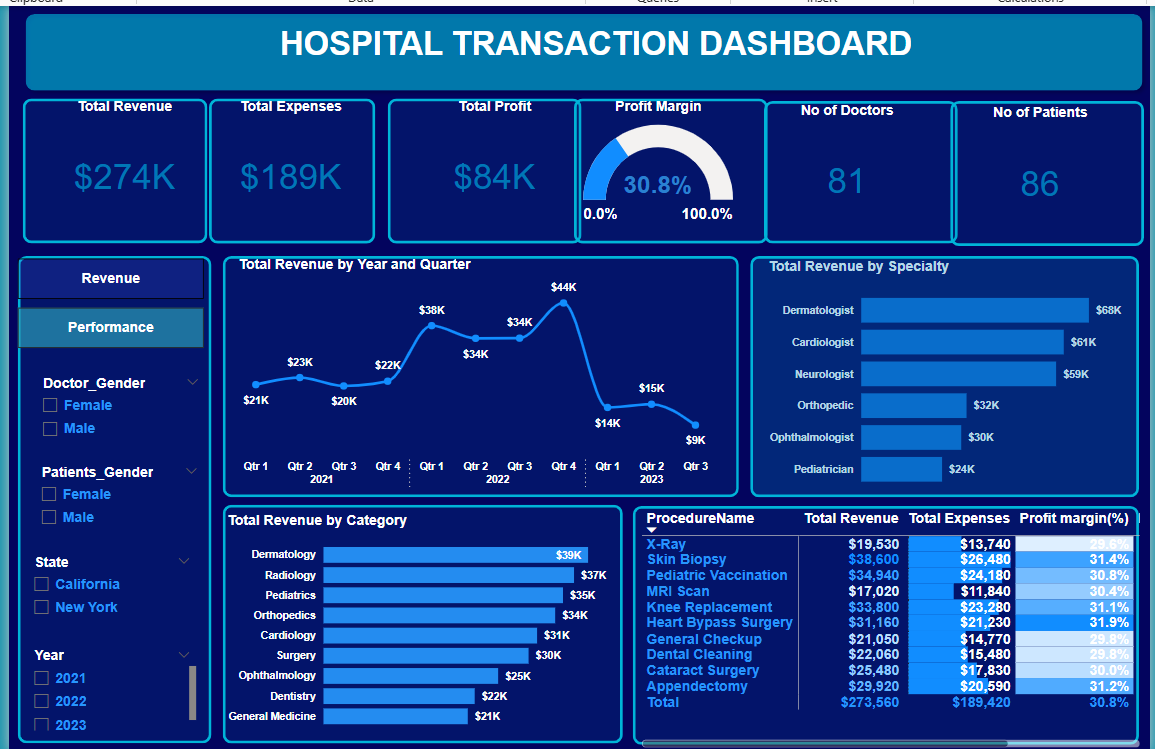 Clipboard Data Queries Insert Calculations
HOSPITAL TRANSACTION DASHBOARD
Total Revenue
$274K
Total Expenses
$189K
Total Profit
$84K
Profit Margin
30.8%
0.0% 100.0%
No of Doctors
81
No of Patients
86
Revenue
Performance
Doctor_Gender
Female
Male
Patients_Gender
Female
Male
State
California
New York
Year
2021
2022
2023
Total Revenue by Year and Quarter
$21K $23K $20K $22K $38K $34K $34K $44K $14K $15K $9K
Qtr 1 Qtr 2 Qtr 3 Qtr 4 Qtr 1 Qtr 2 Qtr 3 Qtr 4 Qtr 1 Qtr 2 Qtr 3
2021 2022 2023
Total Revenue by Specialty
Dermatologist $68K
Cardiologist $61K
Neurologist $59K
Orthopedic $32K
Ophthalmologist $30K
Pediatrician $24K
Total Revenue by Category
Dermatology $39K
Radiology $37K
Pediatrics $35K
Orthopedics $34K
Cardiology $31K
Surgery $30K
Ophthalmology $25K
Dentistry $22K
General Medicine $21K
ProcedureName Total Revenue Total Expenses Profit margin(%)
X-Ray $19,530 $13,740 29.6%
Skin Biopsy $38,600 $26,480 31.4%
Pediatric Vaccination $34,940 $24,180 30.8%
MRI Scan $17,020 $11,840 30.4%
Knee Replacement $33,800 $23,280 31.1%
Heart Bypass Surgery $31,160 $21,230 31.9%
General Checkup $21,050 $14,770 29.8%
Dental Cleaning $22,060 $15,480 29.8%
Cataract Surgery $25,480 $17,830 30.0%
Appendectomy $29,920 $20,590 31.2%
Total $273,560 $189,420 30.8%